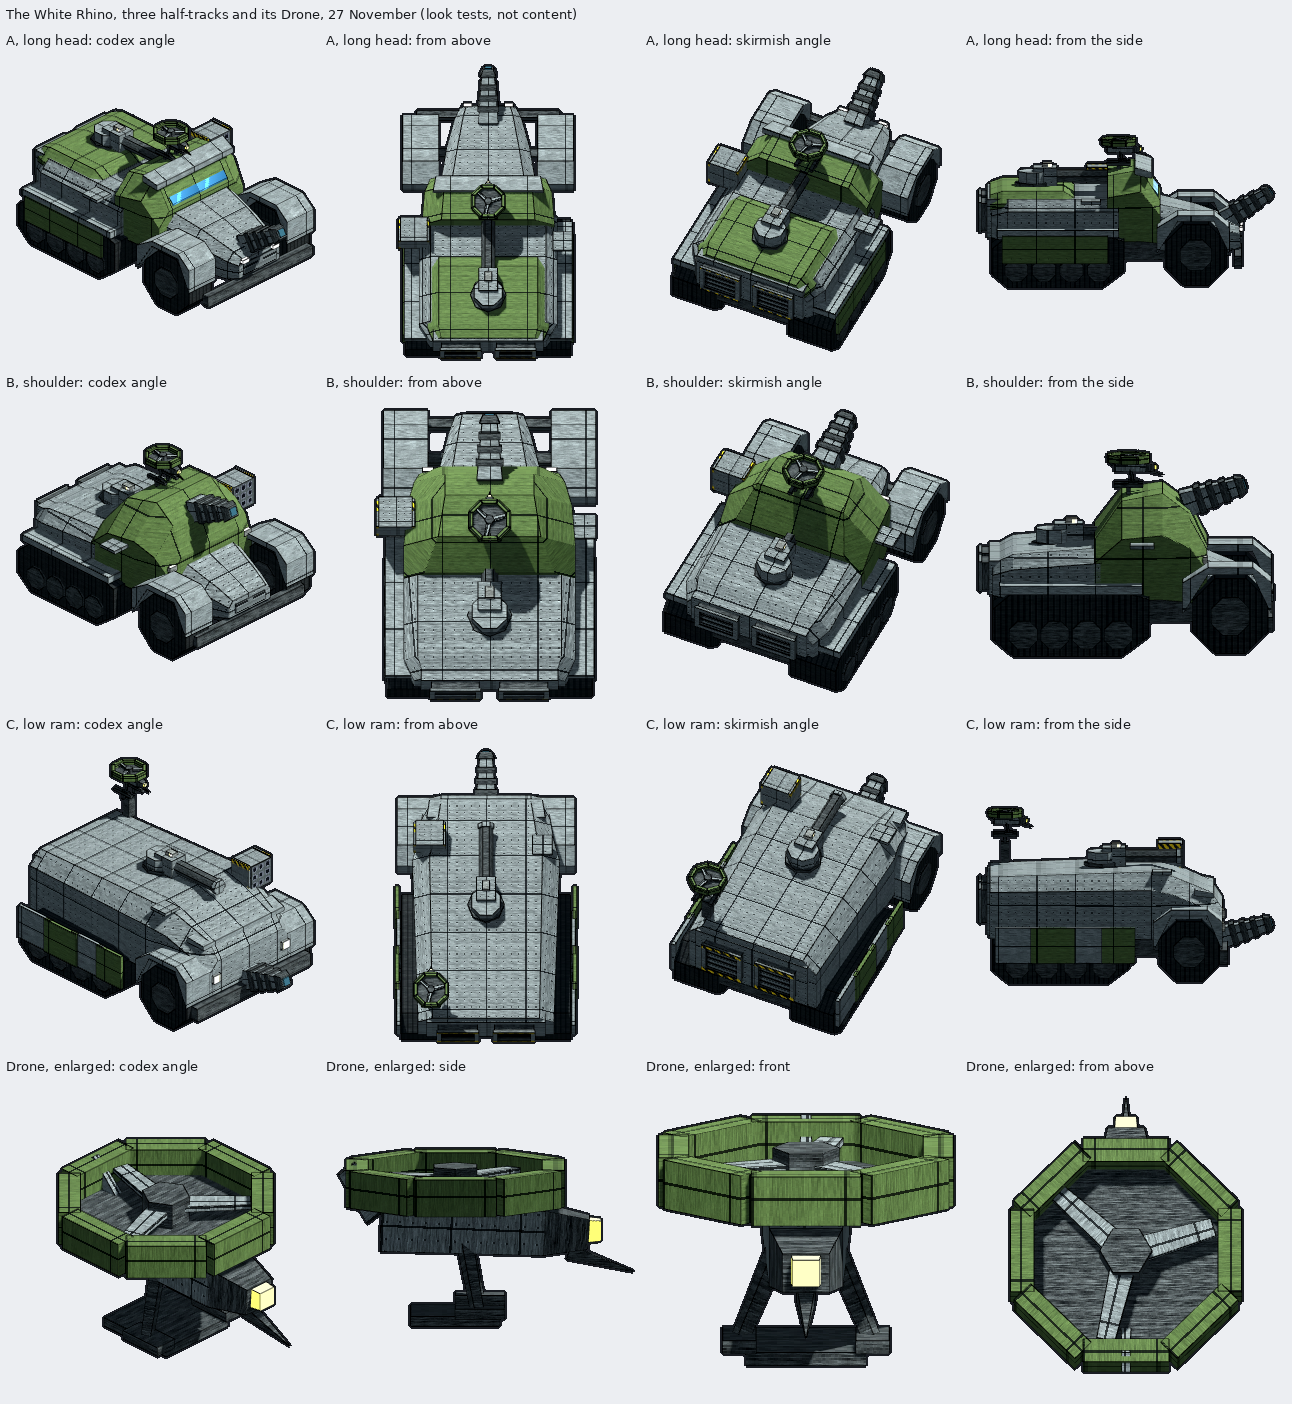 The White Rhino, three half-tracks and its Drone, 27 November (look tests, not content)
A, long head: codex angle
A, long head: from above
A, long head: skirmish angle
A, long head: from the side
B, shoulder: codex angle
B, shoulder: from above
B, shoulder: skirmish angle
B, shoulder: from the side
C, low ram: codex angle
C, low ram: from above
C, low ram: skirmish angle
C, low ram: from the side
Drone, enlarged: codex angle
Drone, enlarged: side
Drone, enlarged: front
Drone, enlarged: from above